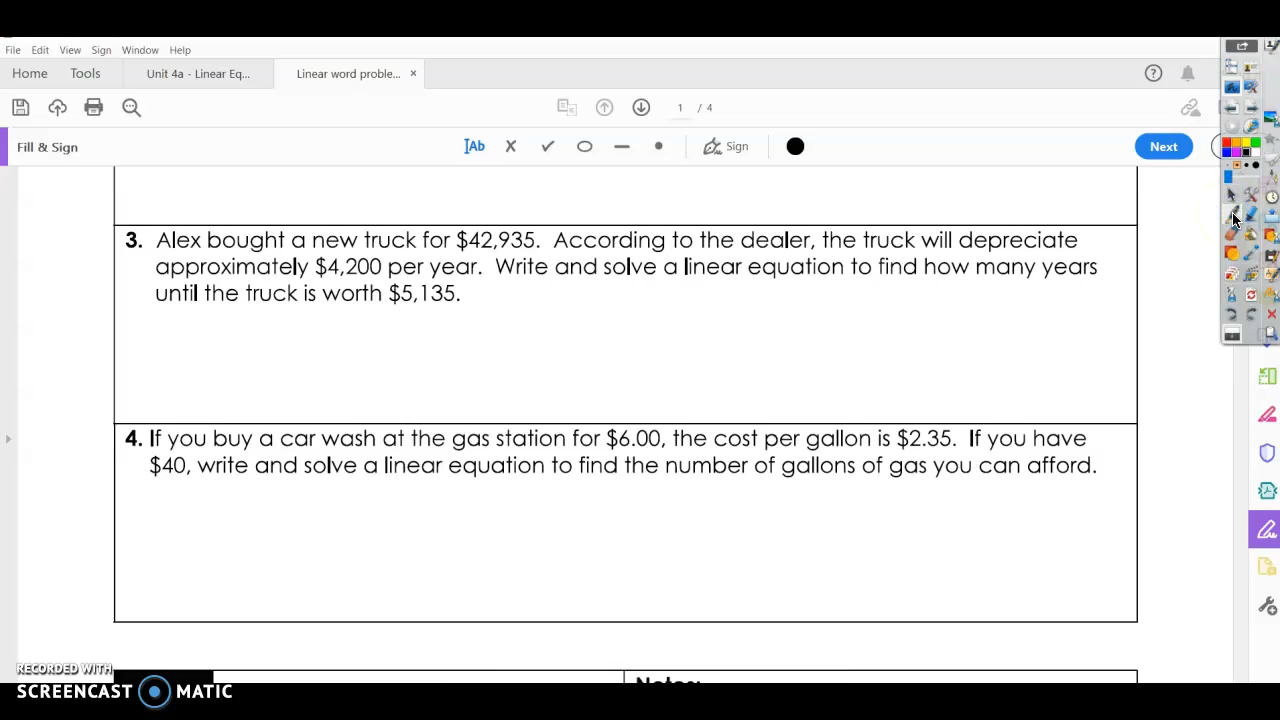 File Edit View Sign Window Help
Home Tools Unit 4a - Linear Eq... Linear word proble... ×
1 / 4
Fill & Sign Ab Sign Next
3. Alex bought a new truck for $42,935. According to the dealer, the truck will depreciate
approximately $4,200 per year. Write and solve a linear equation to find how many years
until the truck is worth $5,135.
4. If you buy a car wash at the gas station for $6.00, the cost per gallon is $2.35. If you have
$40, write and solve a linear equation to find the number of gallons of gas you can afford.
Notes:
RECORDED WITH
SCREENCAST MATIC